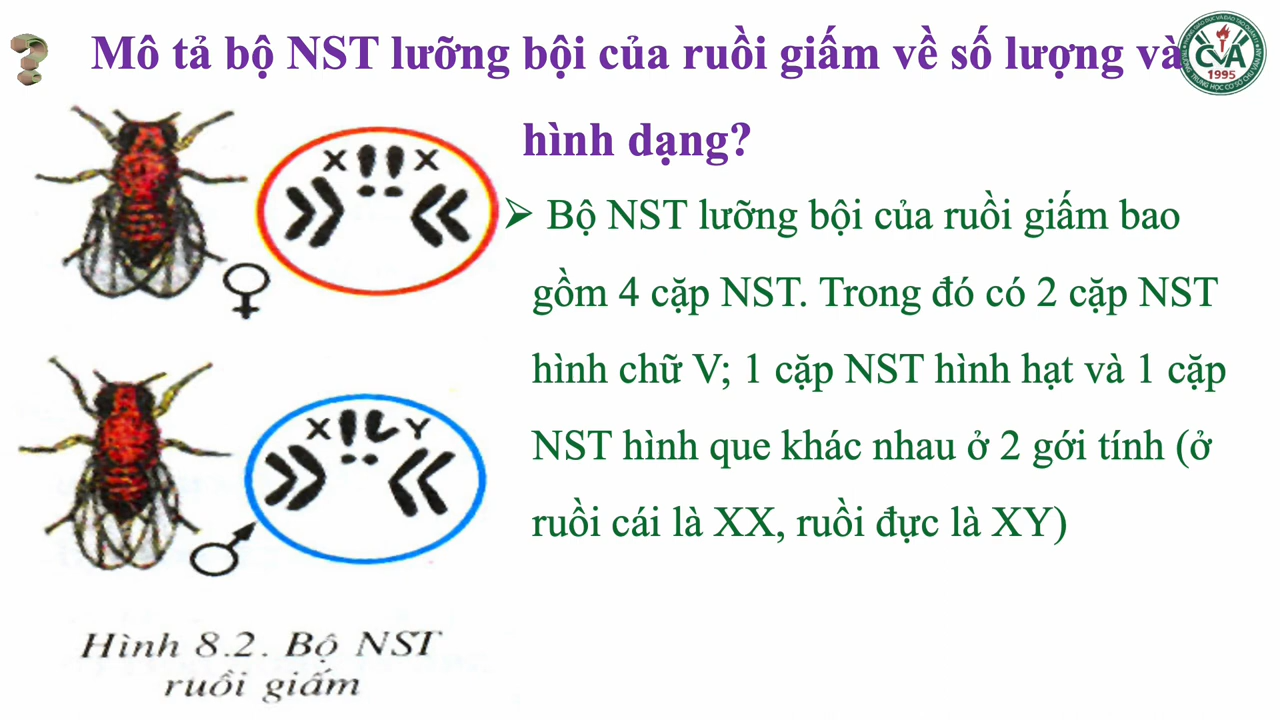 Mô tả bộ NST lưỡng bội của ruồi giấm về số lượng và
hình dạng?
CVA
1995
X X
➢ Bộ NST lưỡng bội của ruồi giấm bao
gồm 4 cặp NST. Trong đó có 2 cặp NST
hình chữ V; 1 cặp NST hình hạt và 1 cặp
NST hình que khác nhau ở 2 gới tính (ở
ruồi cái là XX, ruồi đực là XY)
♀
X Y
♂
Hình 8.2. Bộ NST
ruồi giấm